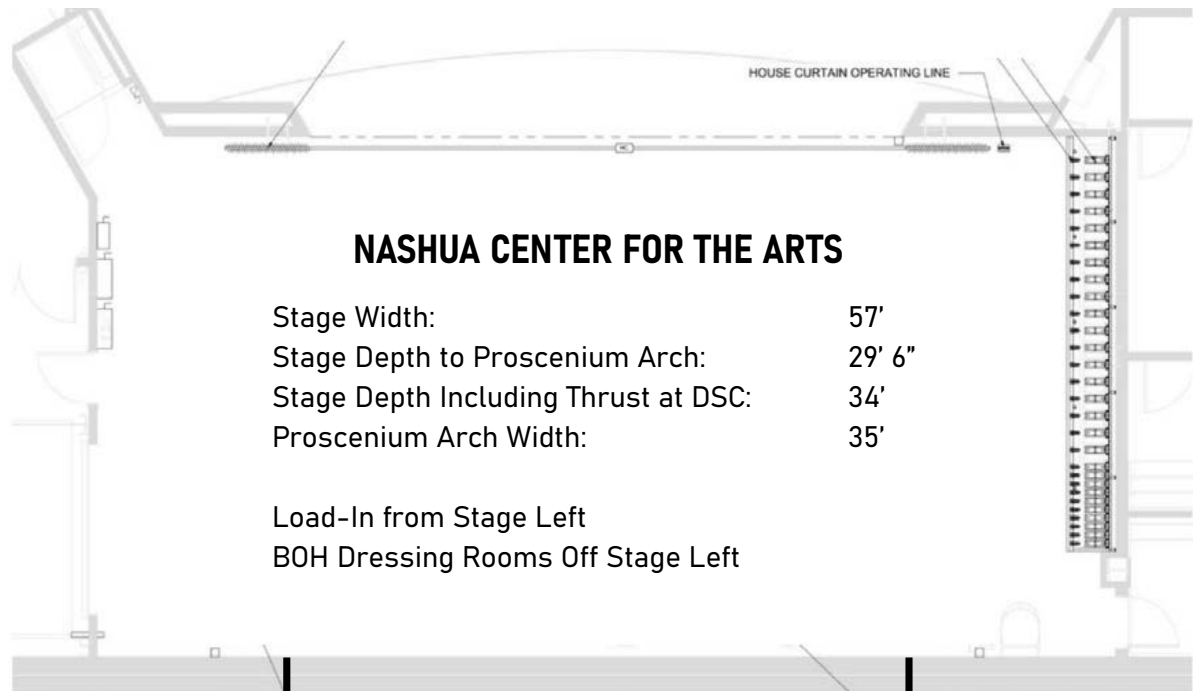 HOUSE CURTAIN OPERATING LINE
HC
NASHUA CENTER FOR THE ARTS
Stage Width: 57’
Stage Depth to Proscenium Arch: 29’ 6”
Stage Depth Including Thrust at DSC: 34’
Proscenium Arch Width: 35’
Load-In from Stage Left
BOH Dressing Rooms Off Stage Left